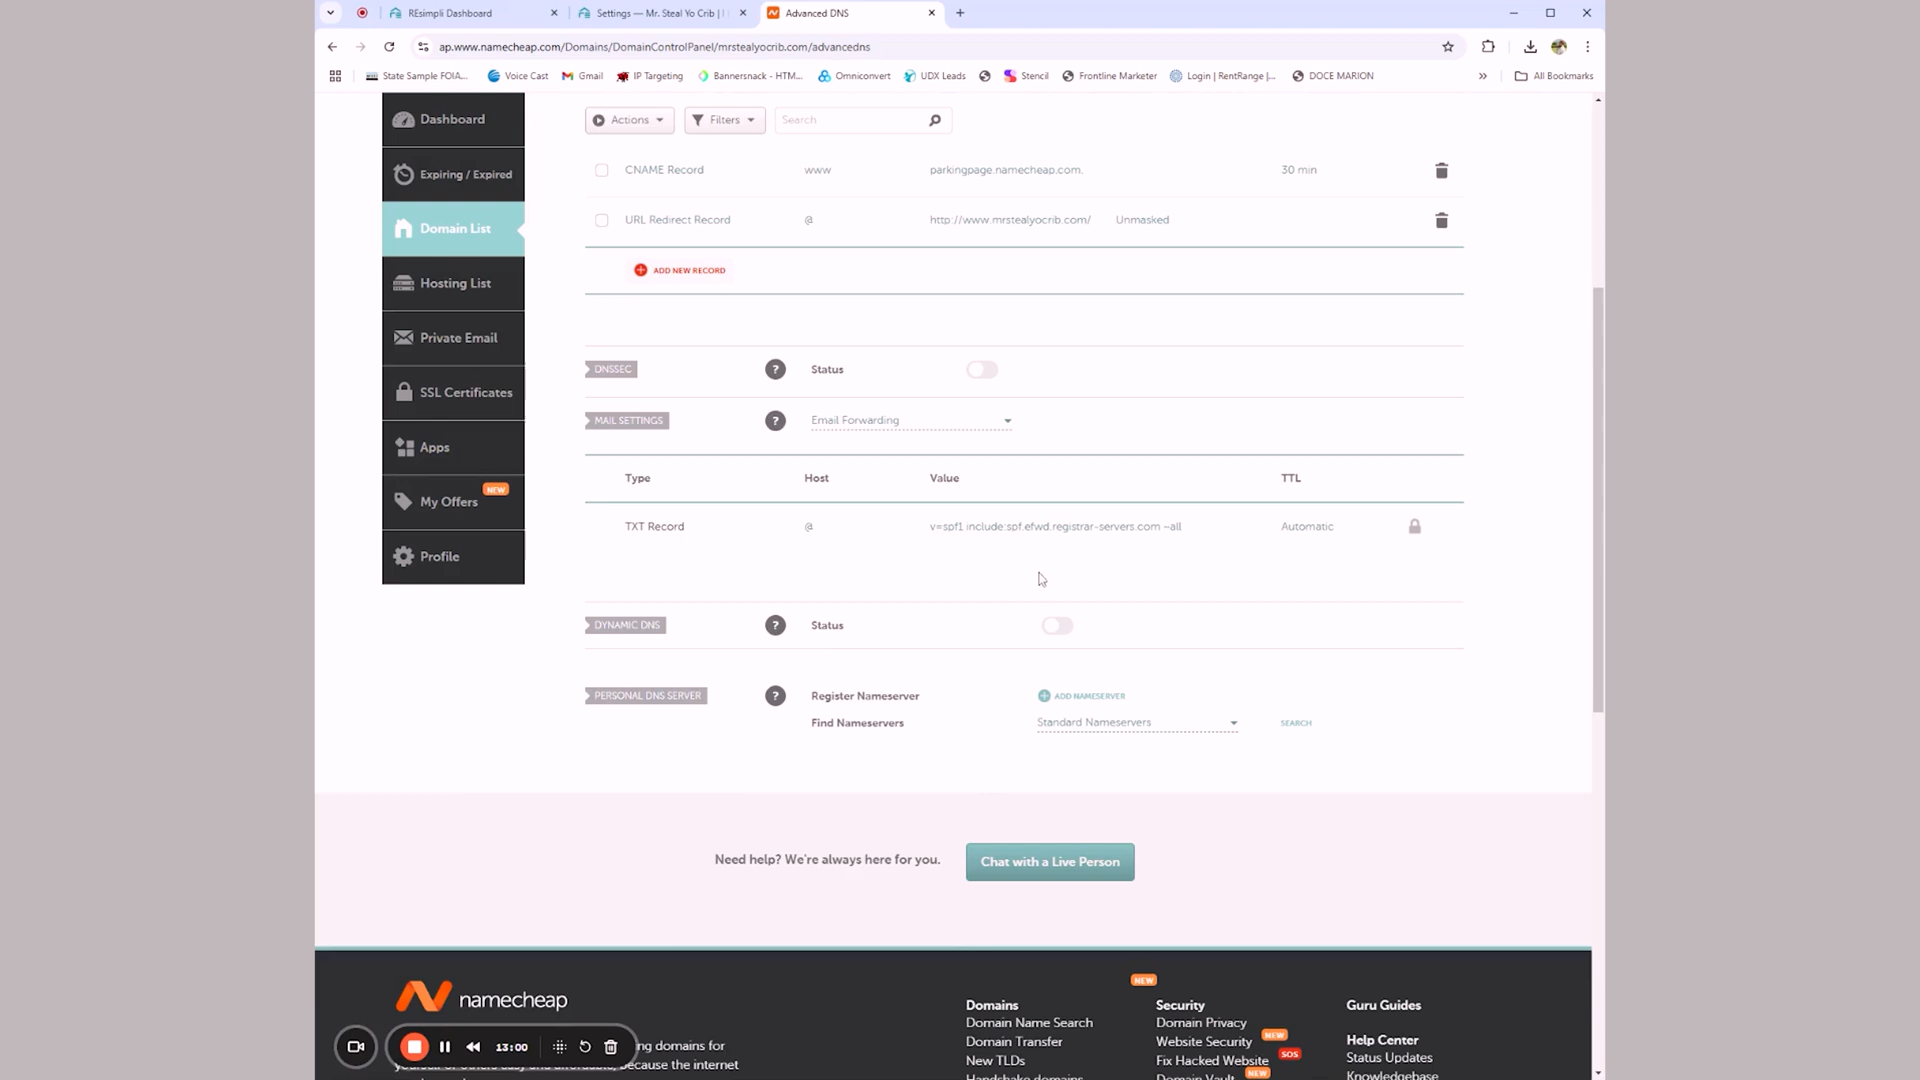 REsimpli Dashboard
Settings — Mr. Steal Yo Crib |
Advanced DNS
ap.www.namecheap.com/Domains/DomainControlPanel/mrstealyocrib.com/advancedns
State Sample FOIA...
Voice Cast
Gmail
IP Targeting
Bannersnack - HTM...
Omniconvert
UDX Leads
Stencil
Frontline Marketer
Login | RentRange |...
DOCE MARION
»
All Bookmarks
Dashboard
Expiring / Expired
Domain List
Hosting List
Private Email
SSL Certificates
Apps
NEW
My Offers
Profile
Actions
Filters
Search
CNAME Record www parkingpage.namecheap.com. 30 min
URL Redirect Record @ http://www.mrstealyocrib.com/ Unmasked
ADD NEW RECORD
DNSSEC ? Status
MAIL SETTINGS ? Email Forwarding
Type Host Value TTL
TXT Record @ v=spf1 include:spf.efwd.registrar-servers.com ~all Automatic
DYNAMIC DNS ? Status
PERSONAL DNS SERVER ? Register Nameserver ADD NAMESERVER
Find Nameservers Standard Nameservers SEARCH
Need help? We're always here for you. Chat with a Live Person
namecheap
13:00
ng domains for
because the internet
NEW
Domains
Domain Name Search
Domain Transfer
New TLDs
Handshake domains
Security
Domain Privacy
NEW
Website Security
Fix Hacked Website SOS
Domain Vault NEW
Guru Guides
Help Center
Status Updates
Knowledgebase